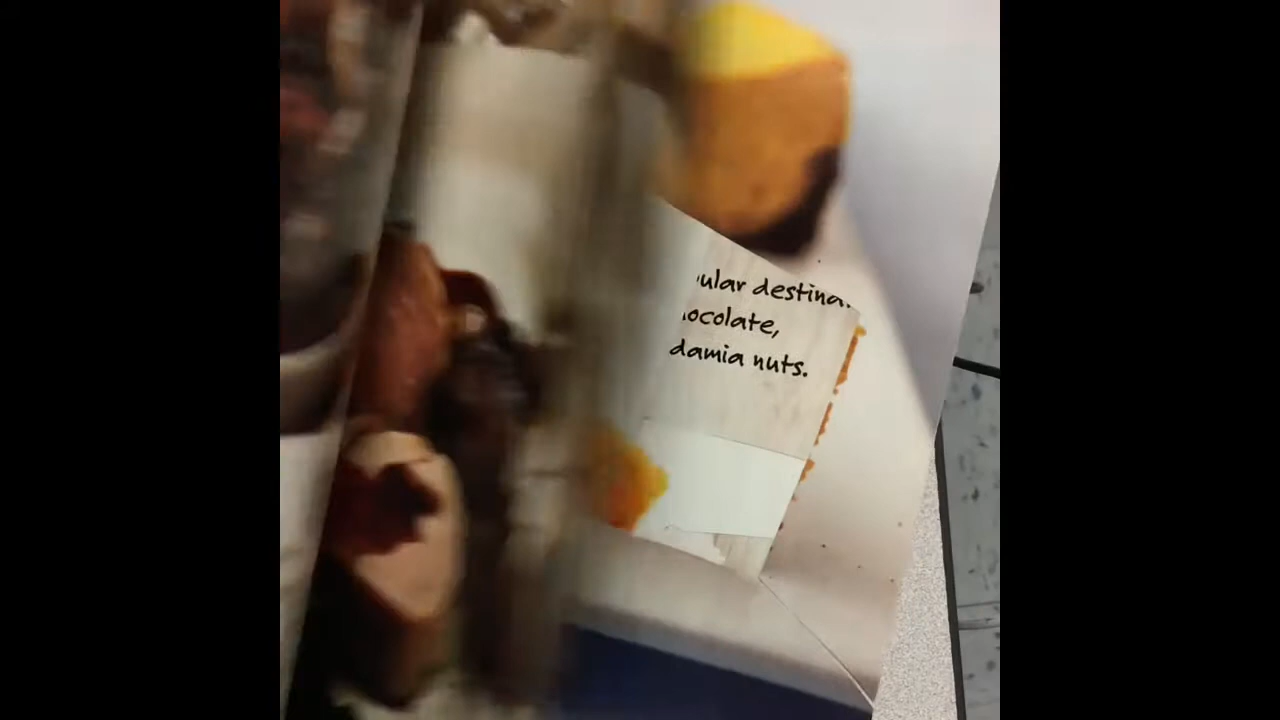 ular destina
ocolate,
damia nuts.